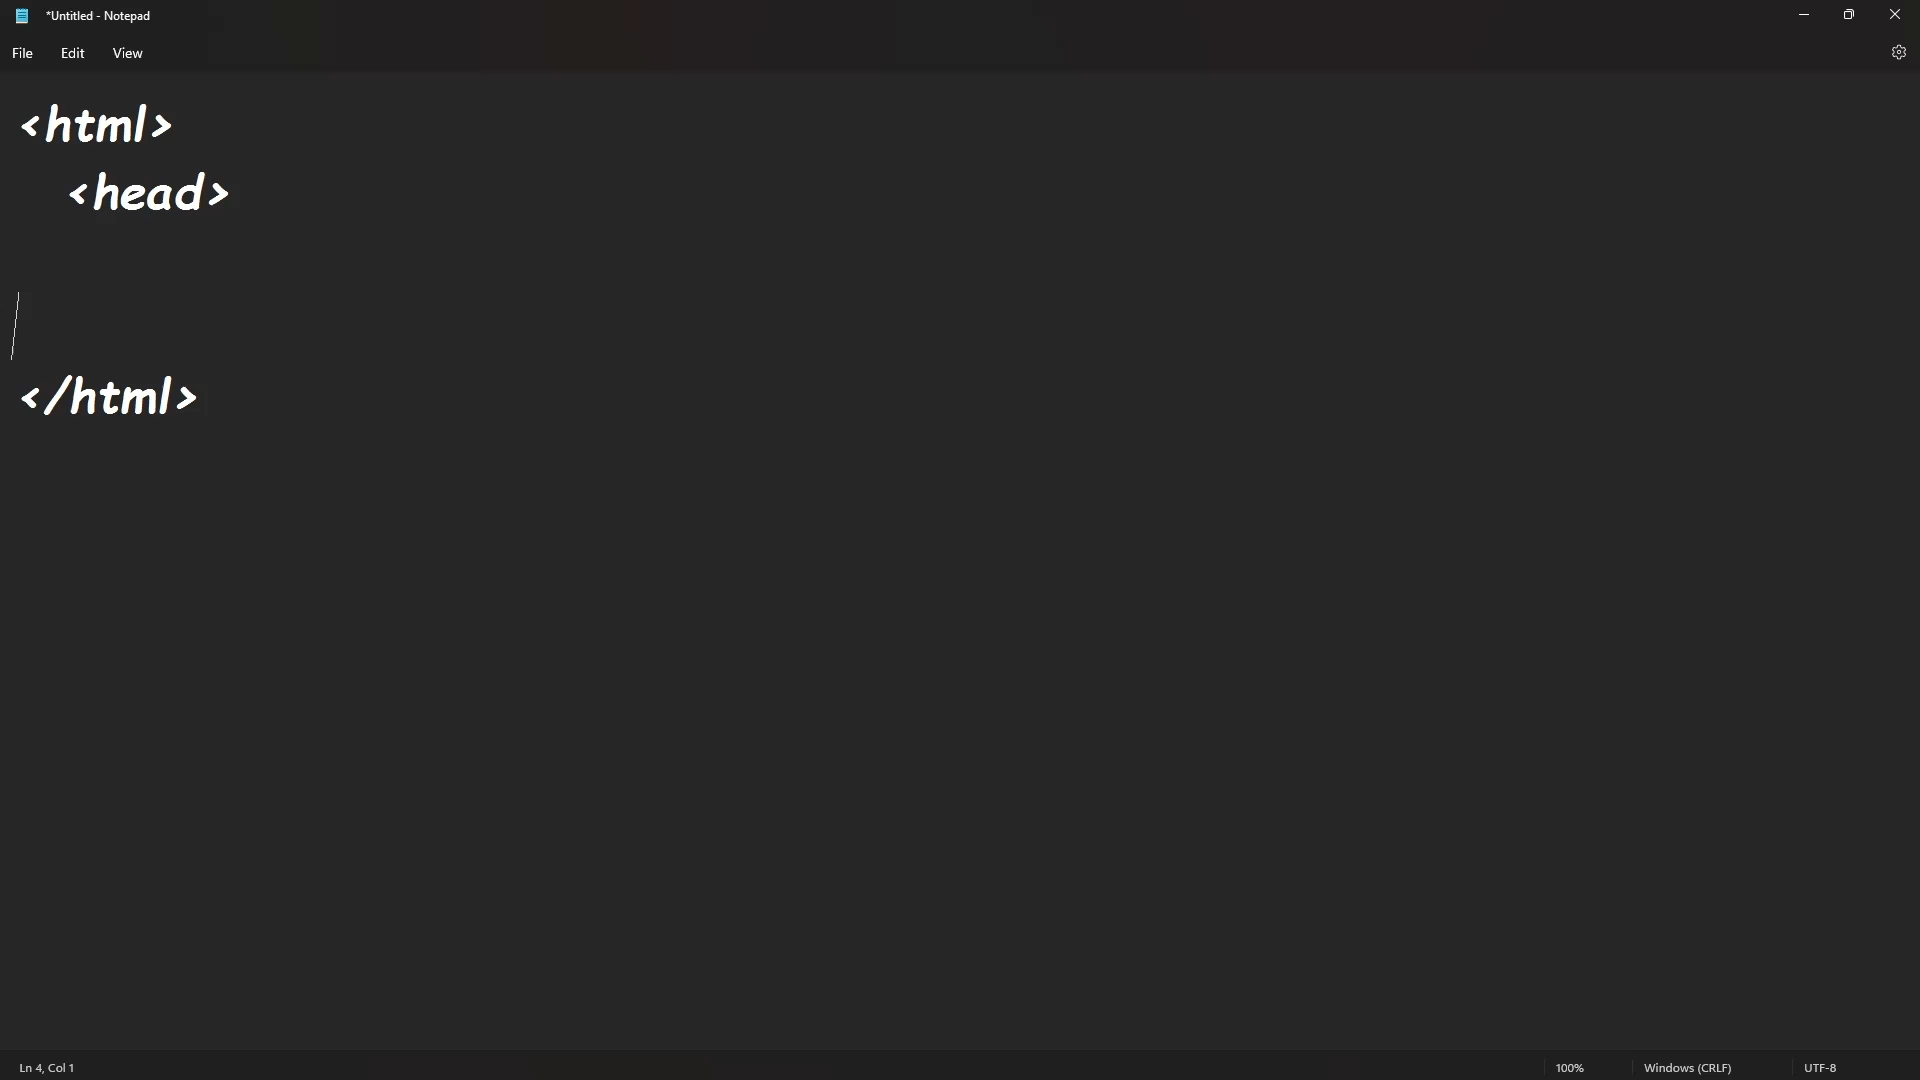 *Untitled - Notepad
File Edit View
<html>
<head>
</html>
Ln 4, Col 1 100% Windows (CRLF) UTF-8